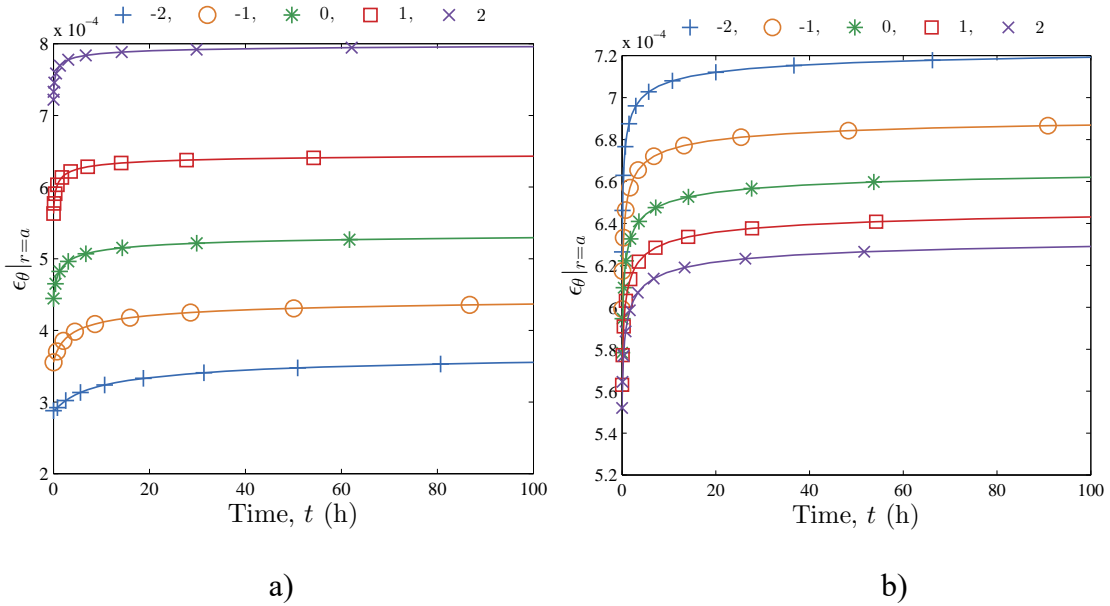 -2, -1, 0, 1, 2
x 10⁻⁴
8
7
6
5
4
3
2
0 20 40 60 80 100
ϵ_θ|_{r=a}
Time, t (h)
a)
-2, -1, 0, 1, 2
x 10⁻⁴
7.2
7
6.8
6.6
6.4
6.2
6
5.8
5.6
5.4
5.2
0 20 40 60 80 100
ϵ_θ|_{r=a}
Time, t (h)
b)